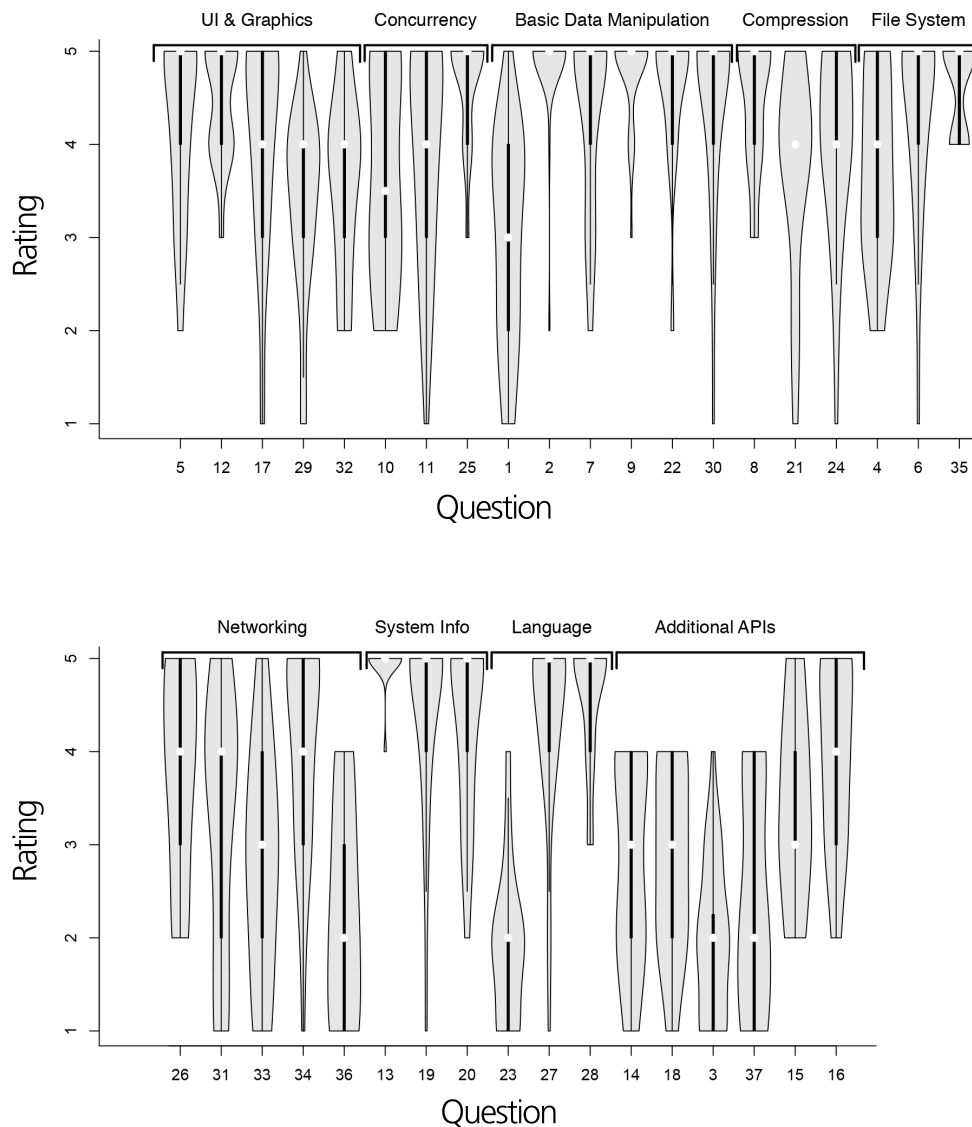 UI & Graphics Concurrency Basic Data Manipulation Compression File System
5
4
3
2
1
Rating
5 12 17 29 32 10 11 25 1 2 7 9 22 30 8 21 24 4 6 35
Question
Networking System Info Language Additional APIs
5
4
3
2
1
Rating
26 31 33 34 36 13 19 20 23 27 28 14 18 3 37 15 16
Question